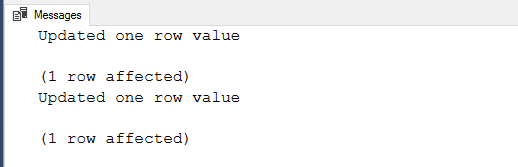 Messages
Updated one row value
(1 row affected)
Updated one row value
(1 row affected)